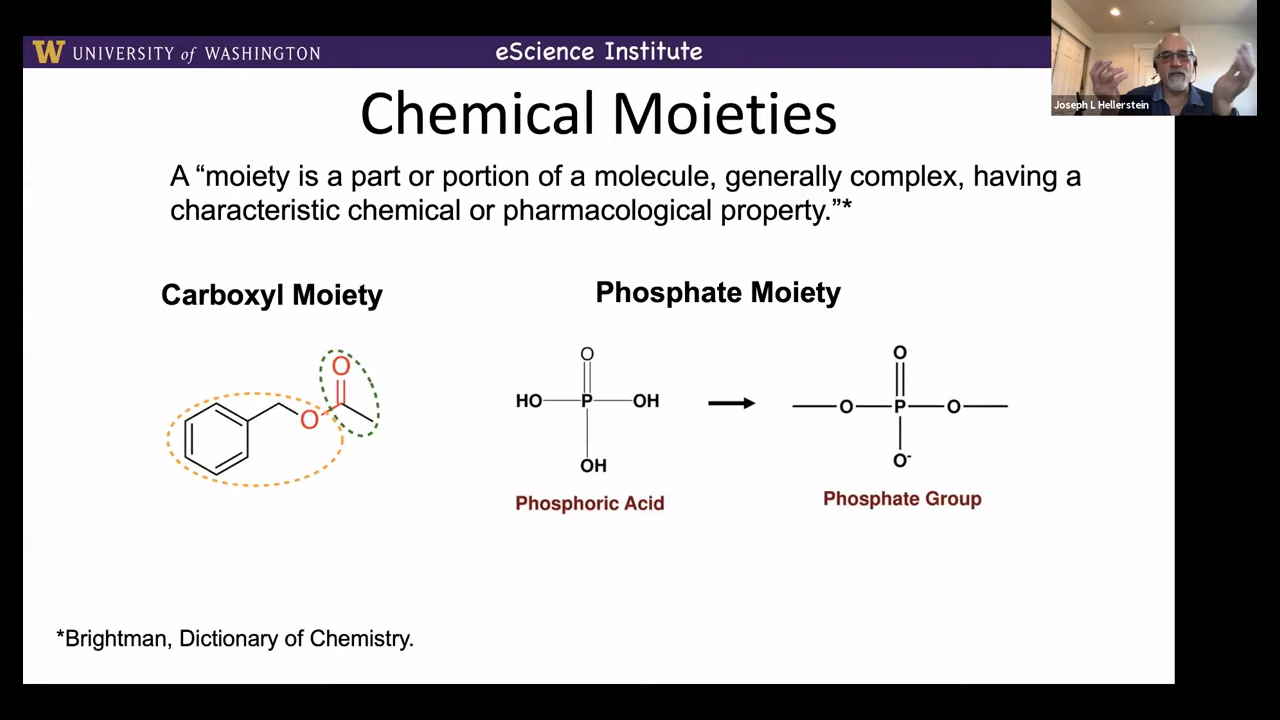 W UNIVERSITY of WASHINGTON
eScience Institute
Joseph L Hellerstein
Chemical Moieties
A “moiety is a part or portion of a molecule, generally complex, having a
characteristic chemical or pharmacological property.”*
Carboxyl Moiety
Phosphate Moiety
O
O
O
HO P OH
OH
Phosphoric Acid
O
O P O
O-
Phosphate Group
*Brightman, Dictionary of Chemistry.